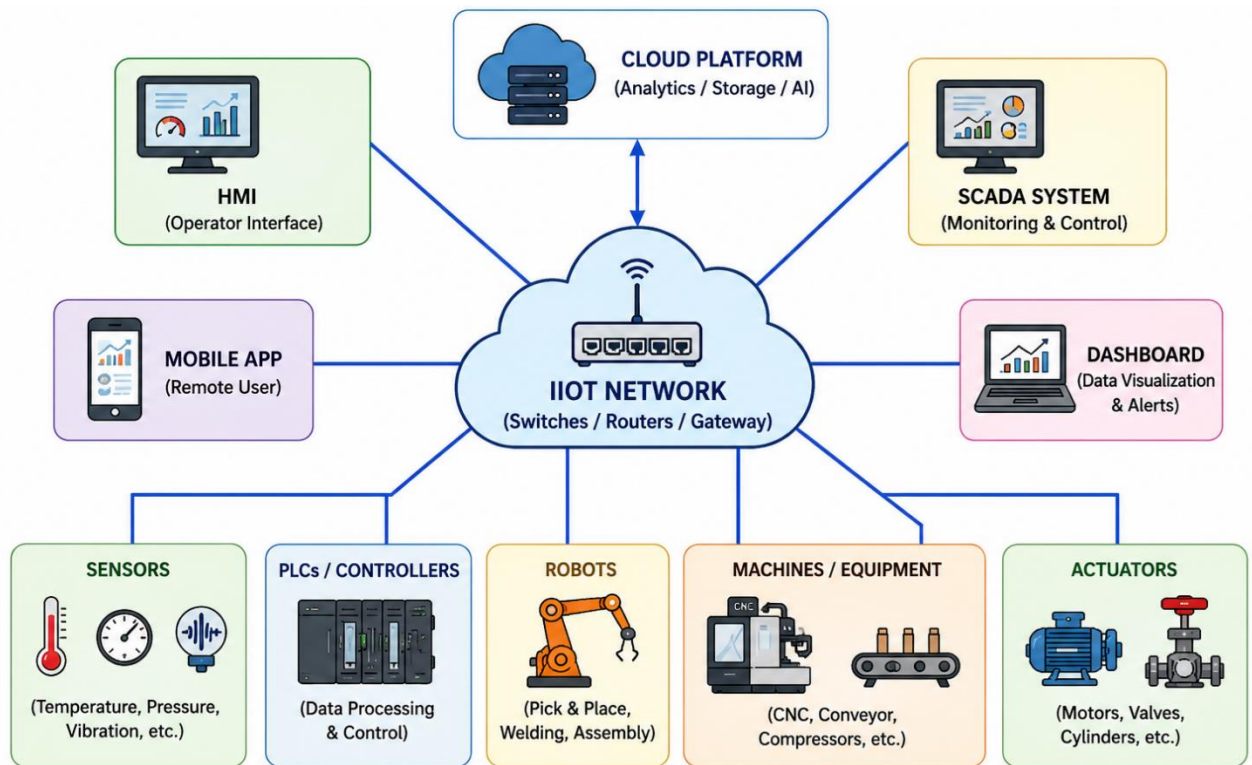 CLOUD PLATFORM
(Analytics / Storage / AI)
HMI
(Operator Interface)
SCADA SYSTEM
(Monitoring & Control)
MOBILE APP
(Remote User)
IIOT NETWORK
(Switches / Routers / Gateway)
DASHBOARD
(Data Visualization
& Alerts)
SENSORS
(Temperature, Pressure,
Vibration, etc.)
PLCs / CONTROLLERS
(Data Processing
& Control)
ROBOTS
(Pick & Place,
Welding, Assembly)
MACHINES / EQUIPMENT
CNC
(CNC, Conveyor,
Compressors, etc.)
ACTUATORS
(Motors, Valves,
Cylinders, etc.)